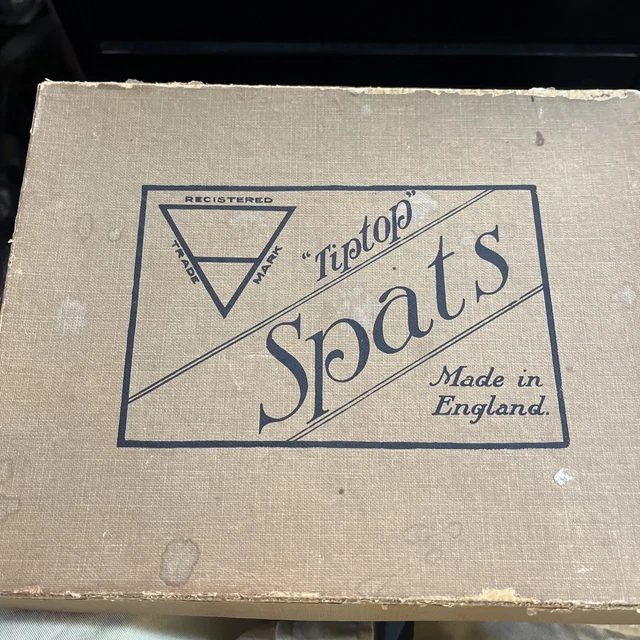 REGISTERED
TRADE
MARK
"Tiptop"
Spats
Made in
England.